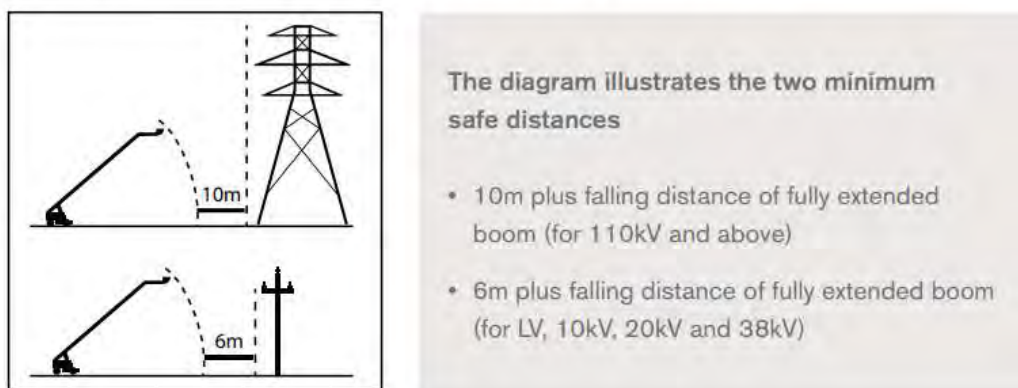 10m
6m
The diagram illustrates the two minimum
safe distances
• 10m plus falling distance of fully extended
boom (for 110kV and above)
• 6m plus falling distance of fully extended boom
(for LV, 10kV, 20kV and 38kV)